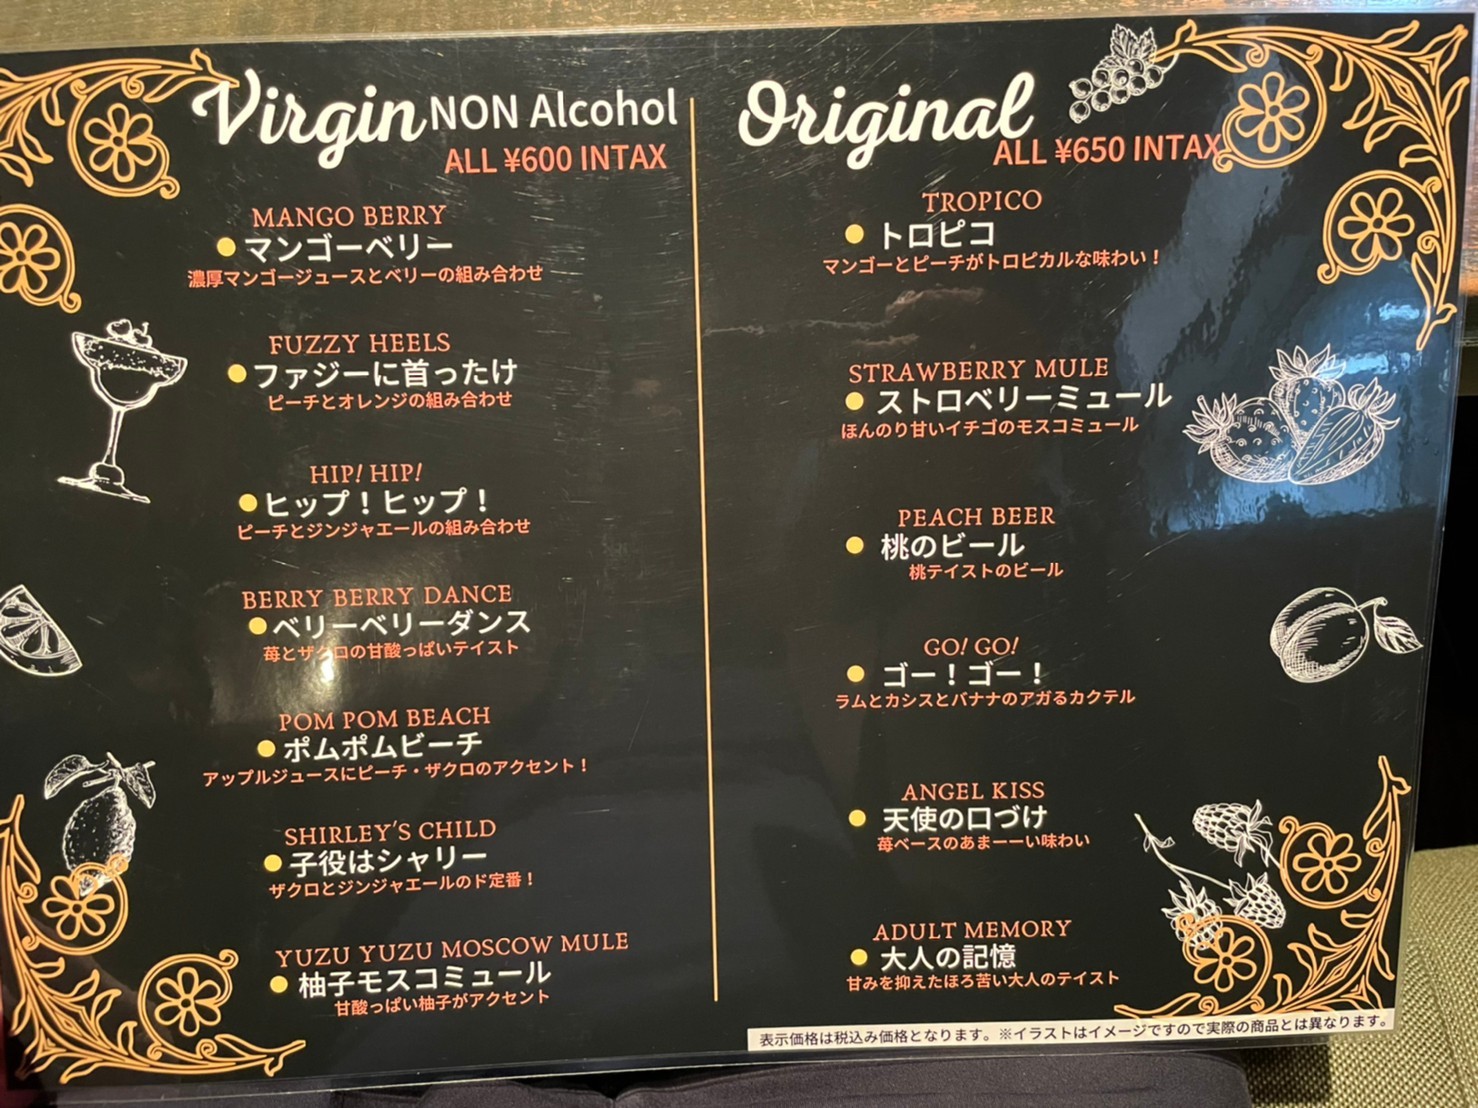 Virgin NON Alcohol
ALL ¥600 INTAX
MANGO BERRY
マンゴーベリー
濃厚マンゴージュースとベリーの組み合わせ
FUZZY HEELS
ファジーに首ったけ
ピーチとオレンジの組み合わせ
HIP! HIP!
ヒップ！ヒップ！
ピーチとジンジャエールの組み合わせ
BERRY BERRY DANCE
ベリーベリーダンス
苺とザクロの甘酸っぱいテイスト
POM POM BEACH
ポムポムビーチ
アップルジュースにピーチ・ザクロのアクセント！
SHIRLEY'S CHILD
子役はシャリー
ザクロとジンジャエールのド定番！
YUZU YUZU MOSCOW MULE
柚子モスコミュール
甘酸っぱい柚子がアクセント
Original
ALL ¥650 INTAX
TROPICO
トロピコ
マンゴーとピーチがトロピカルな味わい！
STRAWBERRY MULE
ストロベリーミュール
ほんのり甘いイチゴのモスコミュール
PEACH BEER
桃のビール
桃テイストのビール
GO! GO!
ゴー！ゴー！
ラムとカシスとバナナのアガるカクテル
ANGEL KISS
天使の口づけ
苺ベースのあまーーい味わい
ADULT MEMORY
大人の記憶
甘みを抑えたほろ苦い大人のテイスト
表示価格は税込み価格となります。※イラストはイメージですので実際の商品とは異なります。